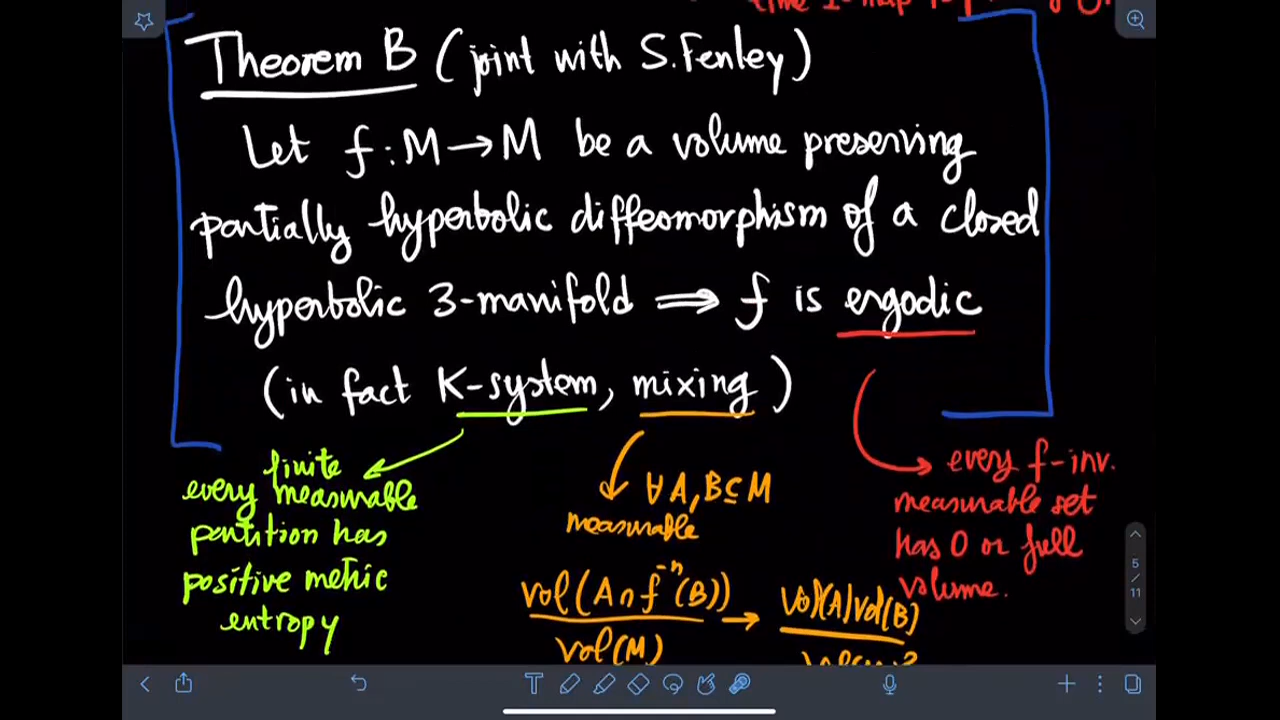 Theorem B (joint with S.Fenley)
Let f : M → M be a volume preserving
partially hyperbolic diffeomorphism of a closed
hyperbolic 3-manifold ⟹ f is ergodic
(in fact K-system, mixing)
finite
every measurable
partition has
positive metric
entropy
∀ A, B ⊆ M
measurable
vol(A ∩ f⁻ⁿ(B)) / vol(M) → vol(A) vol(B)
every f-inv.
measurable set
has 0 or full
volume.
5
/
11